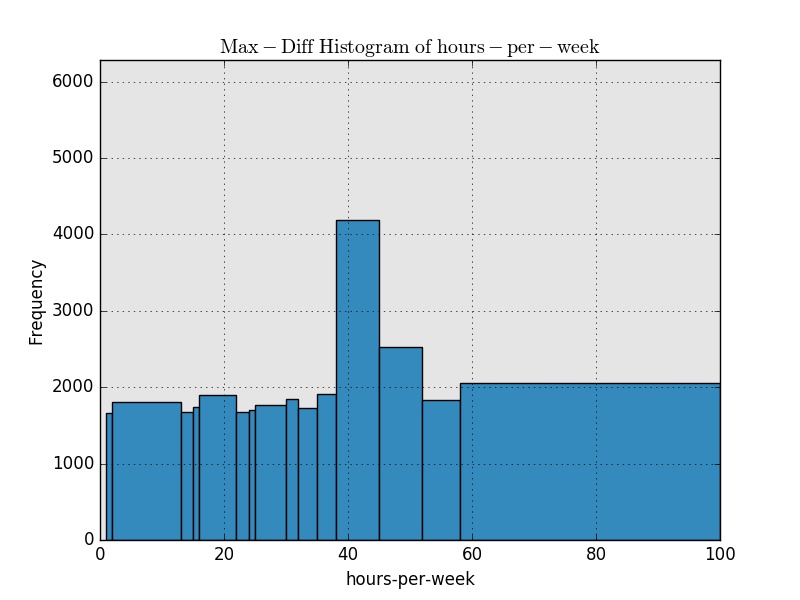 Max − Diff Histogram of hours − per − week
6000
5000
4000
3000
2000
1000
0
0 20 40 60 80 100
Frequency
hours-per-week